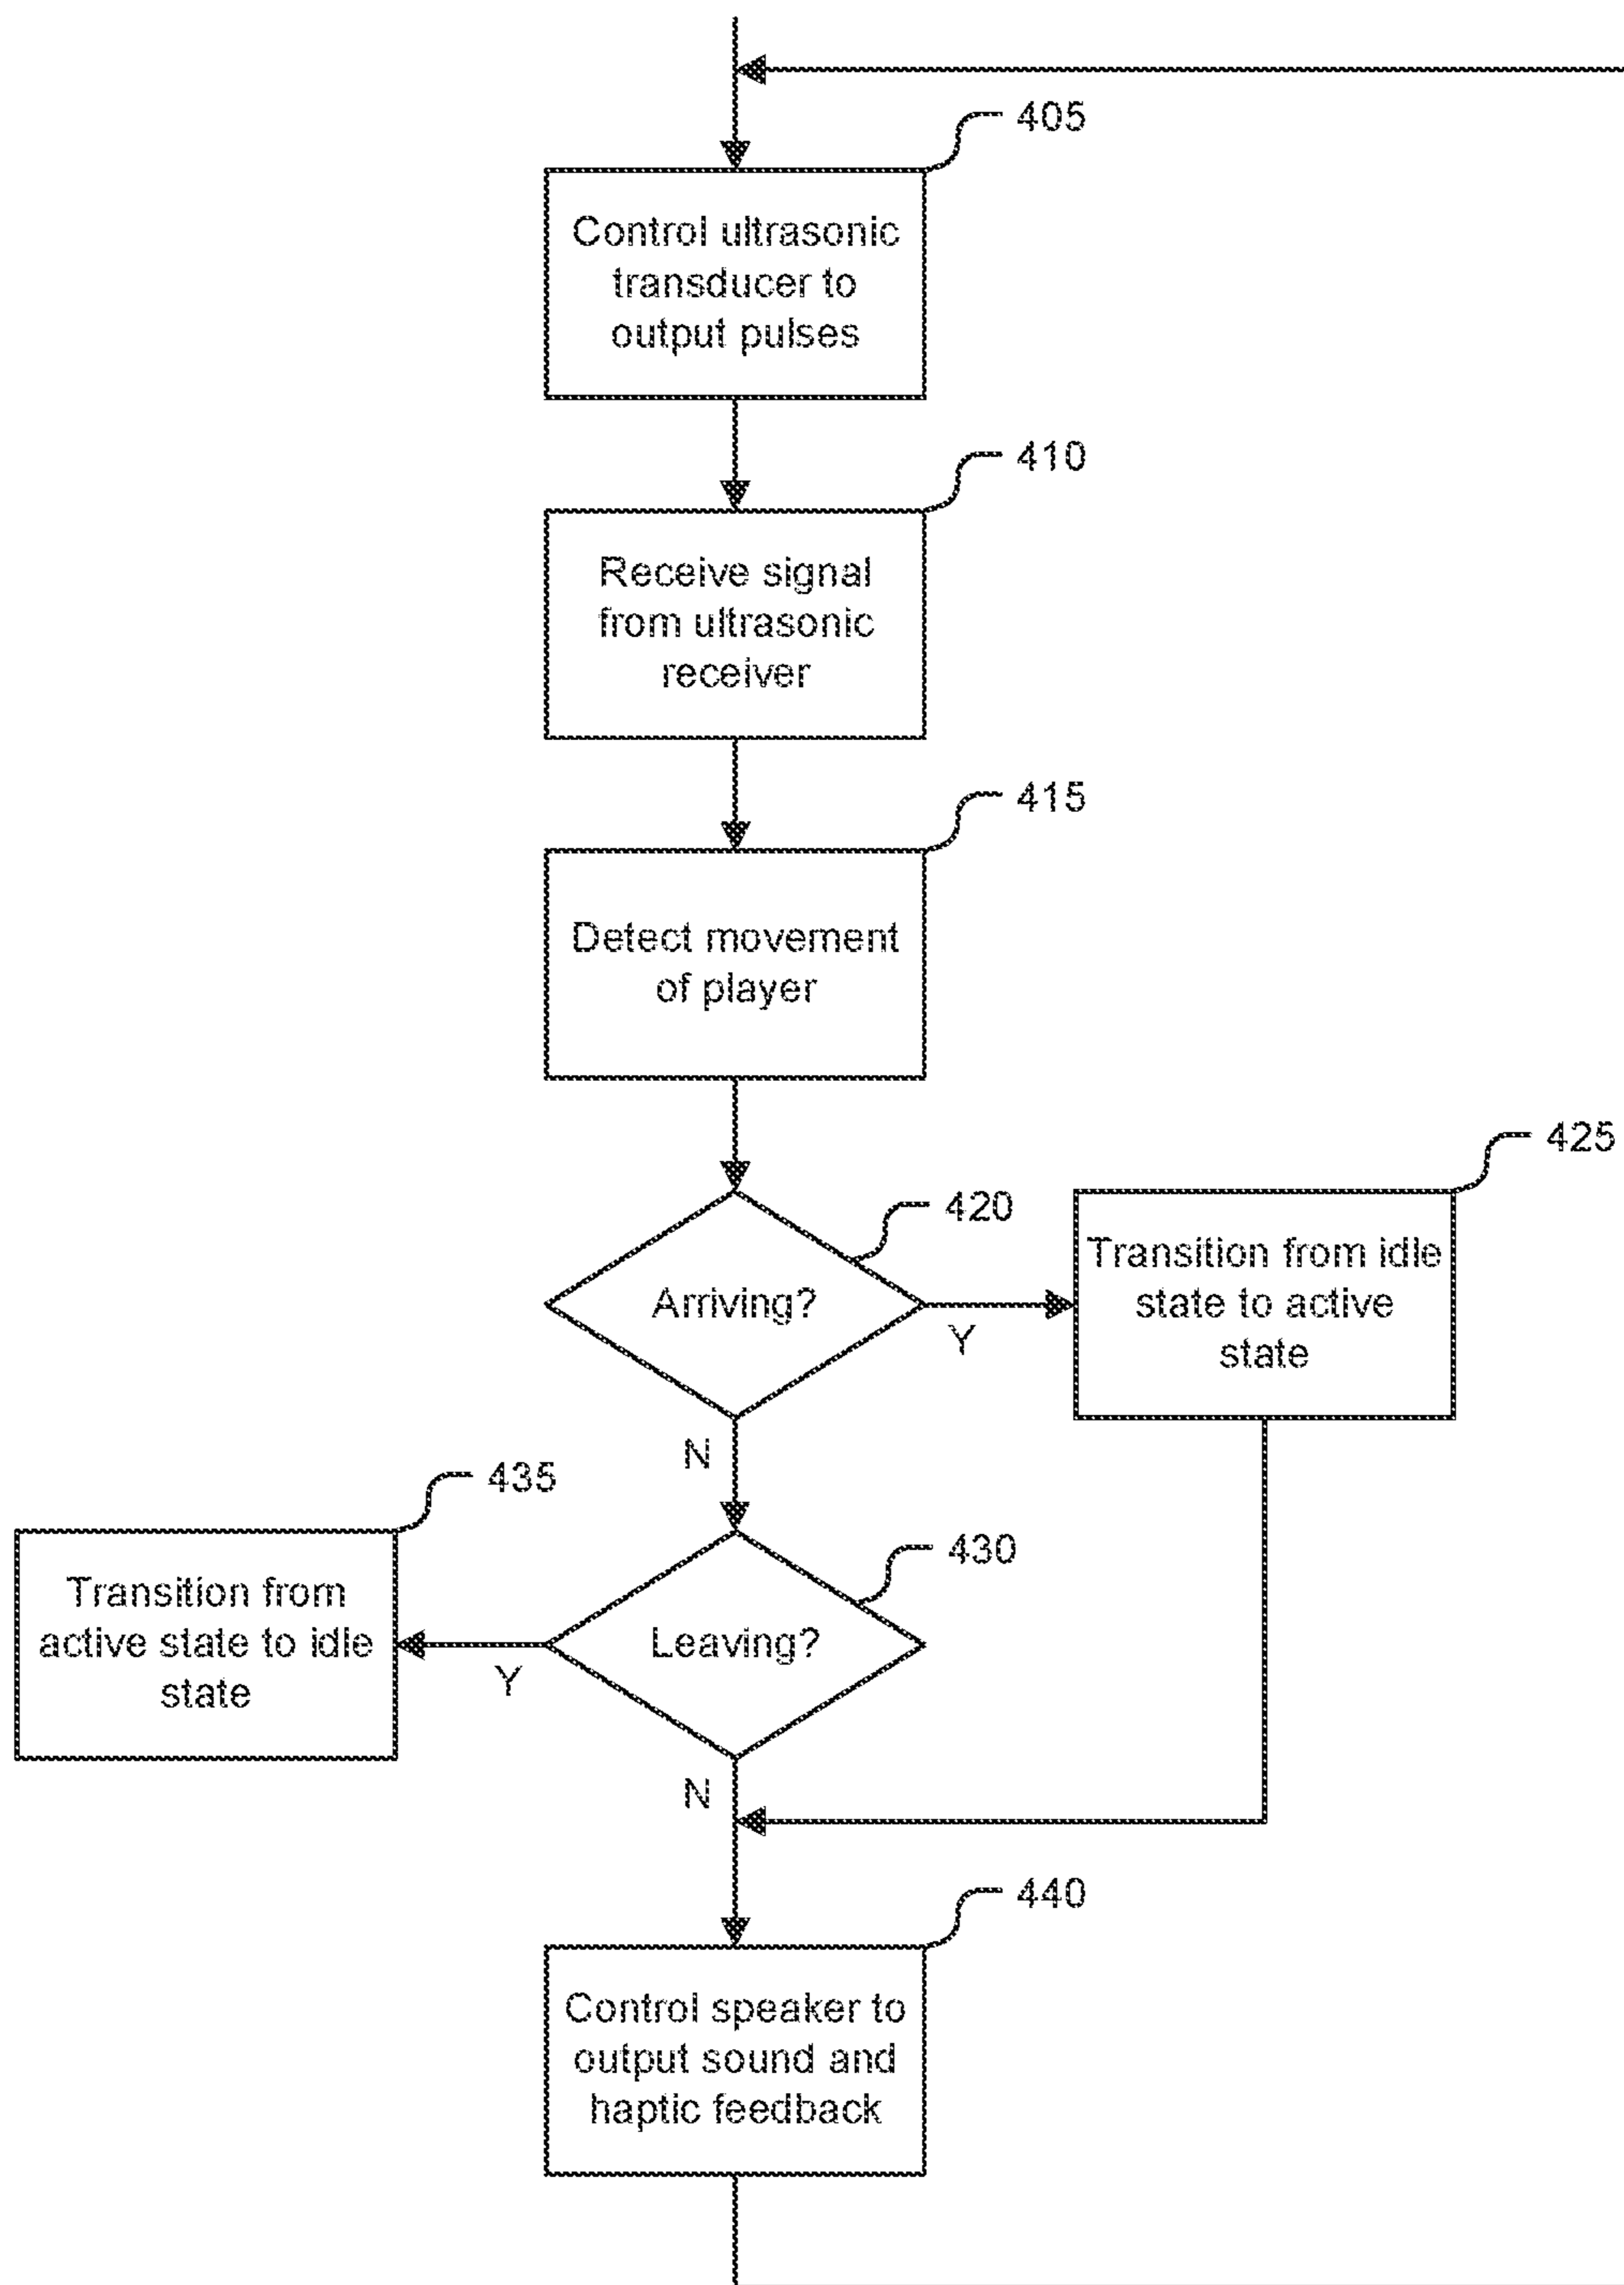 405
Control ultrasonic
transducer to
output pulses
410
Receive signal
from ultrasonic
receiver
415
Detect movement
of player
420
Arriving?
Y
N
425
Transition from idle
state to active
state
430
Leaving?
Y
N
435
Transition from
active state to idle
state
440
Control speaker to
output sound and
haptic feedback